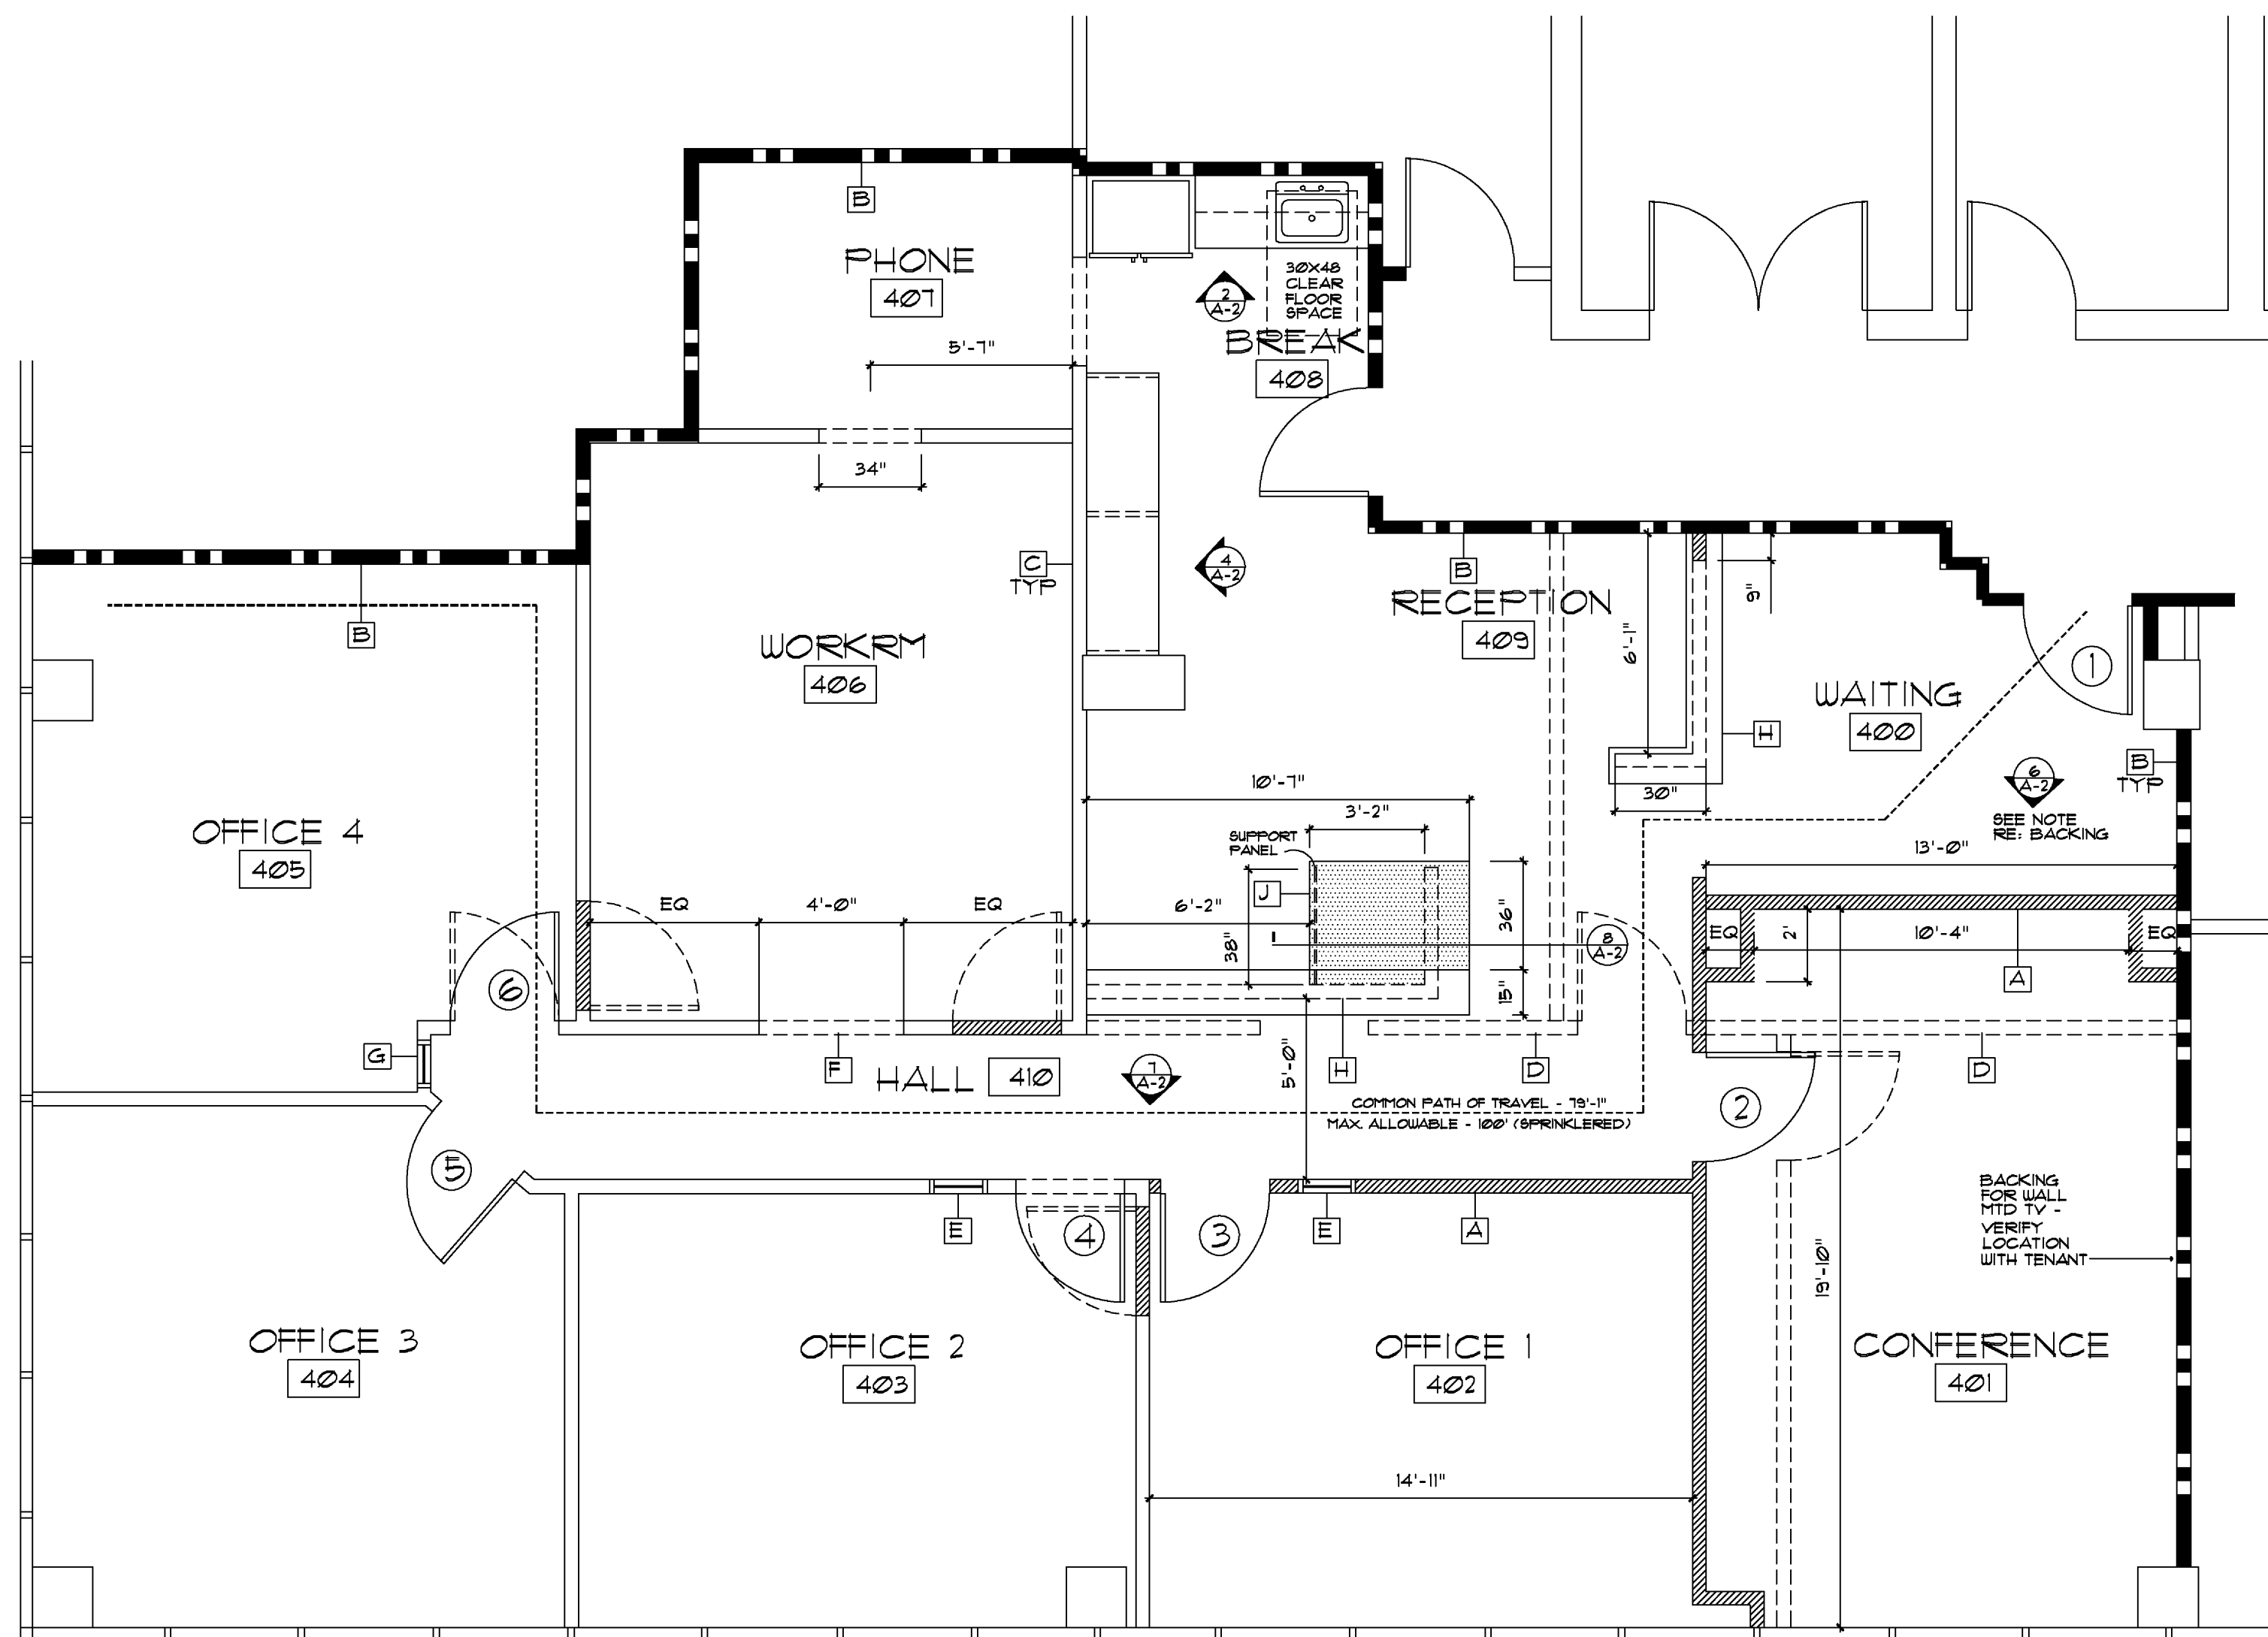 B
PHONE
407
5'-7"
34"
2
A-2
30X48
CLEAR
FLOOR
SPACE
BREAK
408
C
TYP
4
A-2
B
RECEPTION
409
6'-1"
9"
B
WORKRM
406
WAITING
400
1
H
B
TYP
6
A-2
SEE NOTE
RE: BACKING
30"
10'-7"
3'-2"
SUPPORT
PANEL
J
13'-0"
OFFICE 4
405
EQ
4'-0"
EQ
6'-2"
38"
36"
15"
8
A-2
EQ
2'
10'-4"
EQ
A
6
G
F
HALL
410
7
A-2
5'-0"
H
D
D
COMMON PATH OF TRAVEL - 79'-1"
MAX. ALLOWABLE - 100' (SPRINKLERED)
2
5
E
4
3
E
A
19'-10"
BACKING
FOR WALL
MTD TV -
VERIFY
LOCATION
WITH TENANT
OFFICE 3
404
OFFICE 2
403
OFFICE 1
402
CONFERENCE
401
14'-11"